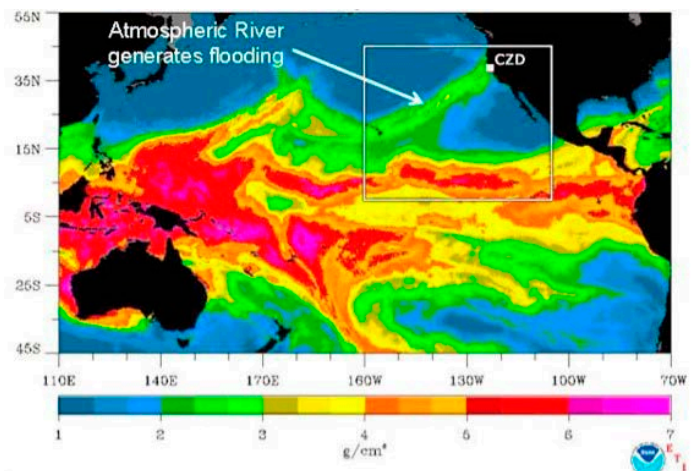 55N
Atmospheric River
generates flooding
CZD
35N
15N
5S
26S
45S
110E 140E 170E 160W 130W 100W 70W
1 2 3 4 5 6 7
g/cm²
E
T
L